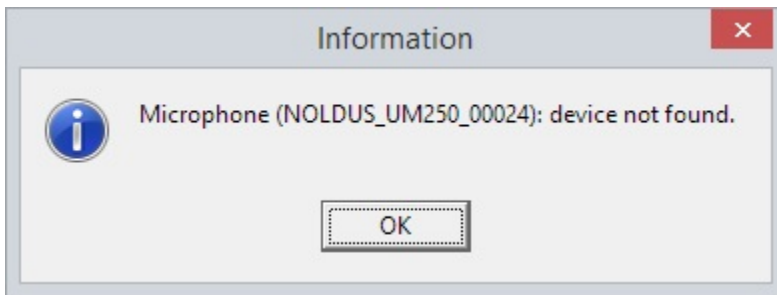 Information
Microphone (NOLDUS_UM250_00024): device not found.
OK